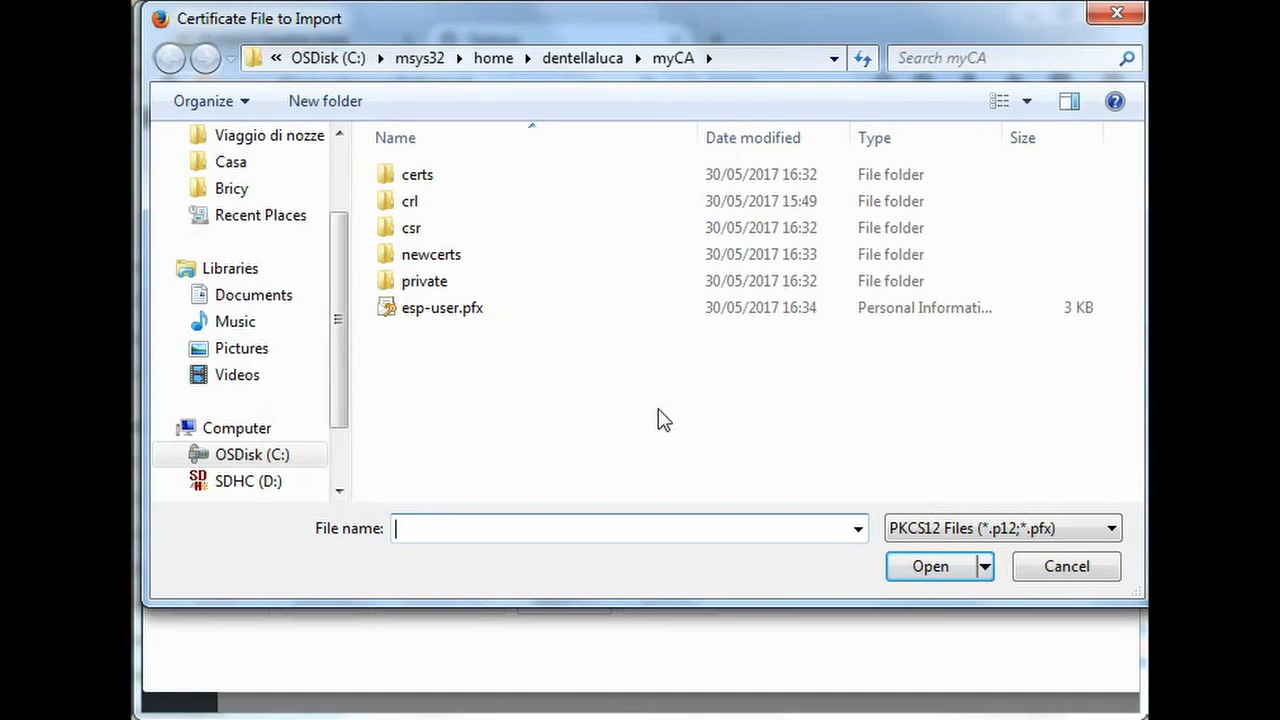 Certificate File to Import
« OSDisk (C:) msys32 home dentellaluca myCA
Search myCA
Organize New folder
Name Date modified Type Size
Viaggio di nozze
Casa
Bricy
Recent Places
Libraries
Documents
Music
Pictures
Videos
Computer
OSDisk (C:)
SDHC (D:)
certs 30/05/2017 16:32 File folder
crl 30/05/2017 15:49 File folder
csr 30/05/2017 16:32 File folder
newcerts 30/05/2017 16:33 File folder
private 30/05/2017 16:32 File folder
esp-user.pfx 30/05/2017 16:34 Personal Informati... 3 KB
File name: PKCS12 Files (*.p12;*.pfx)
Open Cancel